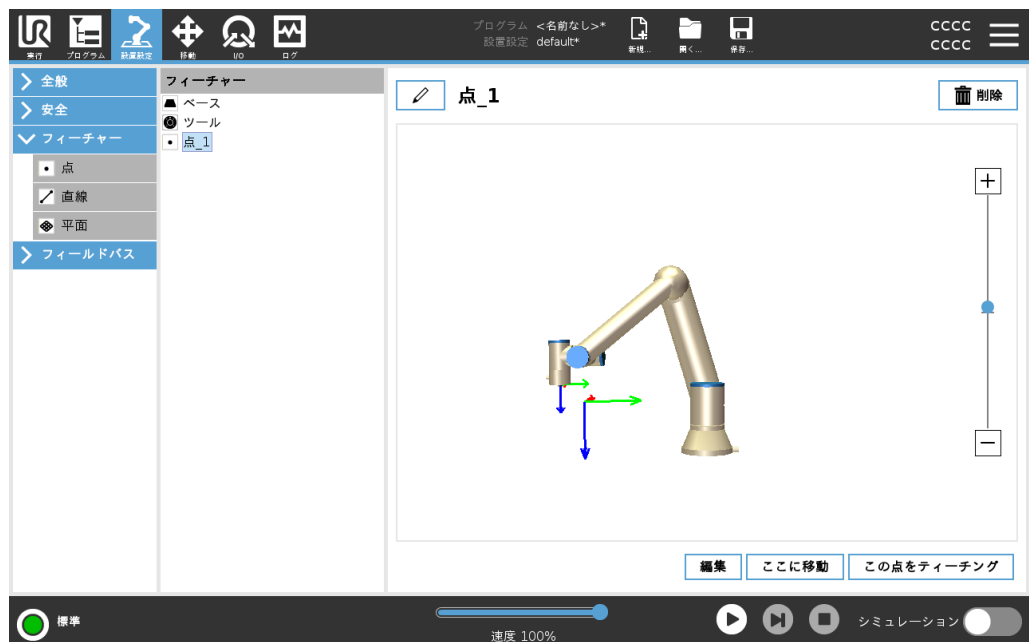 UR
実行
プログラム
設置設定
移動
I/O
ログ
プログラム <名前なし>*
設置設定 default*
新規...
開く...
保存...
CCCC
CCCC
全般
安全
フィーチャー
点
直線
平面
フィールドバス
フィーチャー
ベース
ツール
点_1
点_1
削除
編集
ここに移動
この点をティーチング
標準
速度 100%
シミュレーション